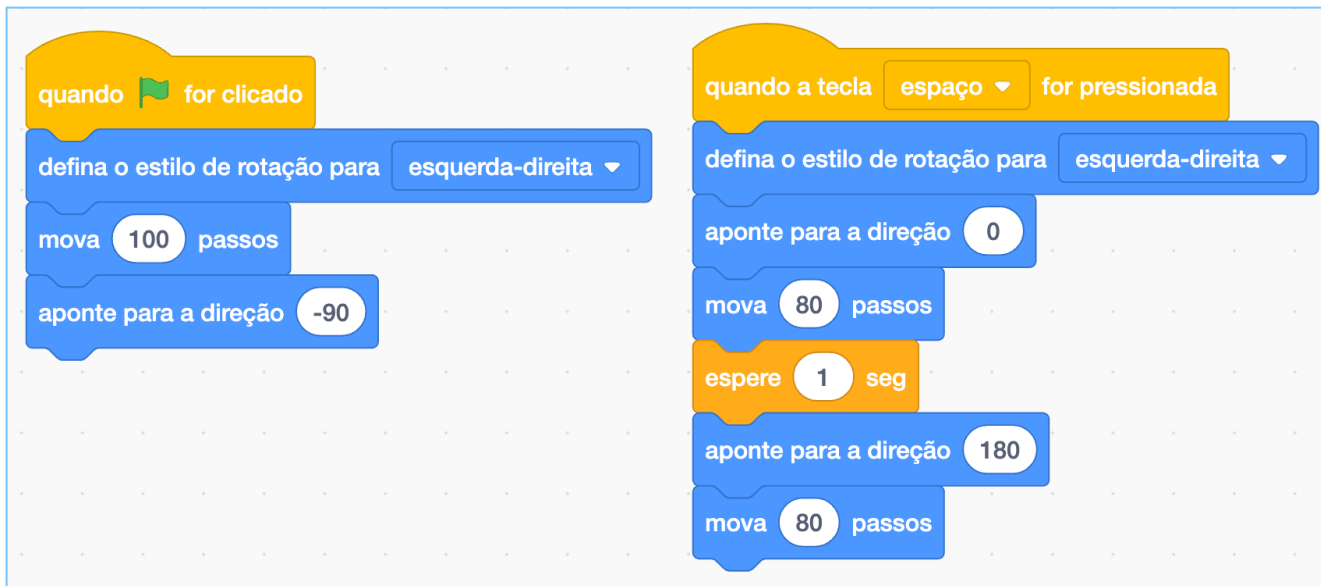 quando for clicado
defina o estilo de rotação para esquerda-direita
mova 100 passos
aponte para a direção -90
quando a tecla espaço for pressionada
defina o estilo de rotação para esquerda-direita
aponte para a direção 0
mova 80 passos
espere 1 seg
aponte para a direção 180
mova 80 passos